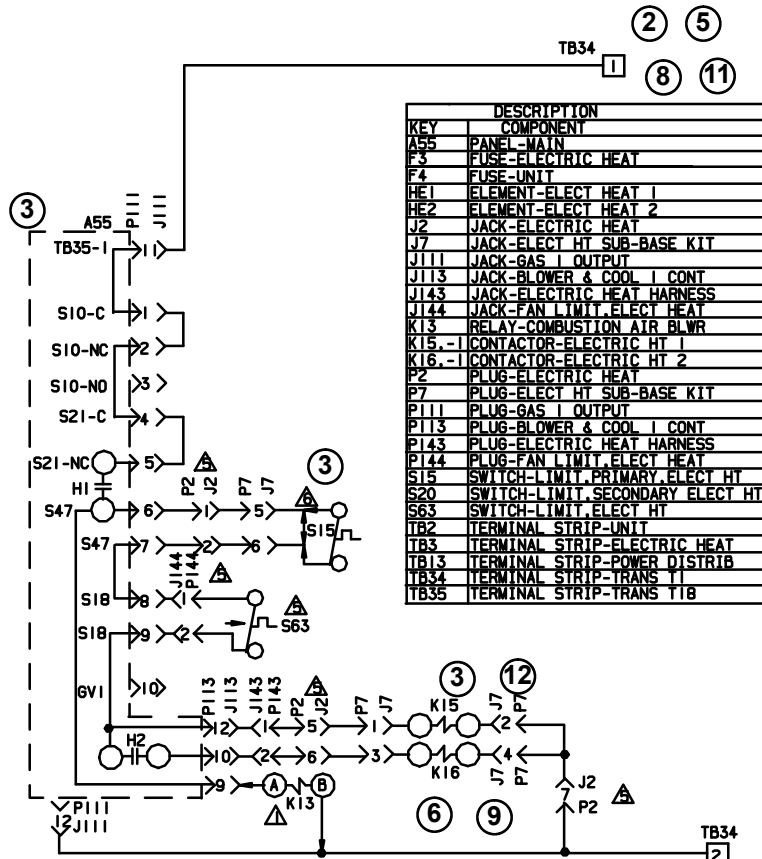 2 5
TB34 1
8 11
DESCRIPTION
KEY COMPONENT
A55 PANEL-MAIN
F3 FUSE-ELECTRIC HEAT
F4 FUSE-UNIT
HE1 ELEMENT-ELECT HEAT 1
HE2 ELEMENT-ELECT HEAT 2
J2 JACK-ELECTRIC HEAT
J7 JACK-ELECT HT SUB-BASE KIT
J111 JACK-GAS 1 OUTPUT
J113 JACK-BLOWER & COOL 1 CONT
J143 JACK-ELECTRIC HEAT HARNESS
J144 JACK-FAN LIMIT,ELECT HEAT
K13 RELAY-COMBUSTION AIR BLWR
K15,-1 CONTACTOR-ELECTRIC HT 1
K16,-1 CONTACTOR-ELECTRIC HT 2
P2 PLUG-ELECTRIC HEAT
P7 PLUG-ELECT HT SUB-BASE KIT
P111 PLUG-GAS 1 OUTPUT
P113 PLUG-BLOWER & COOL 1 CONT
P143 PLUG-ELECTRIC HEAT HARNESS
P144 PLUG-FAN LIMIT,ELECT HEAT
S15 SWITCH-LIMIT,PRIMARY,ELECT HT
S20 SWITCH-LIMIT,SECONDARY ELECT HT
S63 SWITCH-LIMIT,ELECT HT
TB2 TERMINAL STRIP-UNIT
TB3 TERMINAL STRIP-ELECTRIC HEAT
TB13 TERMINAL STRIP-POWER DISTRIB
TB34 TERMINAL STRIP-TRANS T1
TB35 TERMINAL STRIP-TRANS T18
3 A55 P111 J111
TB35-1 11
S10-C 1
S10-NC 2
S10-NO 3
S21-C 4
S21-NC 5
P2 J2 5 P7 J7 3
H1
S47 6 1 5 6 S15
S47 7 2 6
J144 P144 5
S18 8 1
5 S63
S18 9 2
GV1 10
P113 J113 J143 P143 P2 J2 5 P7 J7 3 K15 J7 P7 12
12 1 5 1 2
H2 10 2 6 3 K16 4
J7 P7
9 A K13 B
1
6 9
J2 7 P2 5
P111
12 J111
TB34
2